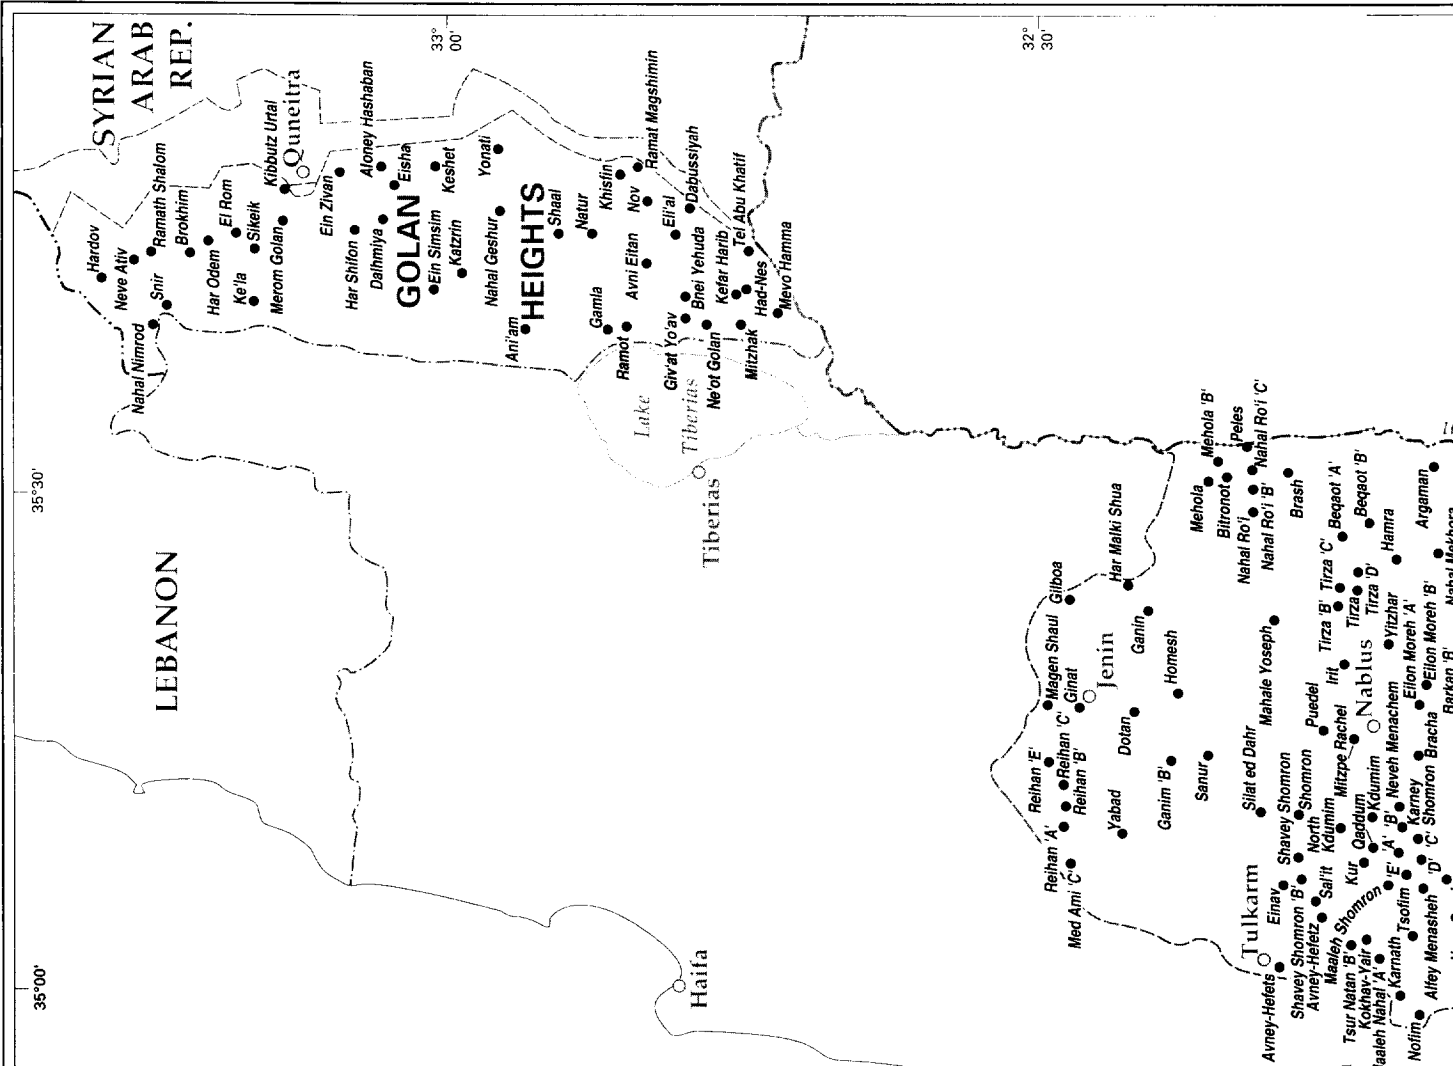 SYRIAN
ARAB
REP.
33°
00'
32°
30'
35°30'
35°00'
LEBANON
GOLAN
HEIGHTS
Quneitra
Lake
Tiberias
Tiberias
Haifa
Jenin
Nablus
Tulkarm
Hardov
Neve Ativ
Ramath Shalom
Snir
Nahal Nimrod
Brokhim
Har Odem
El Rom
Sikeik
Ke'la
Kibbutz Urtal
Merom Golan
Ein Zivan
Har Shifon
Aloney Hashaban
Dalhmiya
Eisha
Keshet
Ein Simsim
Katzrin
Yonati
Nahal Geshur
Ani'am
Shaal
Natur
Gamla
Ramot
Khisfin
Ramat Magshimin
Nov
Avni Eitan
Eli'al
Dabussiyah
Giv'at Yo'av
Bnei Yehuda
Ne'ot Golan
Kefar Harib
Tel Abu Khatif
Mitzhak
Had-Nes
Mevo Hamma
Mehola 'B'
Mehola
Bitronot
Peles
Nahal Ro'i 'C'
Nahal Ro'i
Nahal Ro'i 'B'
Brash
Beqaot 'A'
Beqaot 'B'
Hamra
Argaman
Gilboa
Har Malki Shua
Magen Shaul
Ginat
Ganin
Homesh
Dotan
Reihan 'E'
Reihan 'C'
Reihan 'B'
Reihan 'A'
Med Ami 'C'
Yabad
Ganim 'B'
Sanur
Silat ed Dahr
Mahale Yoseph
Tirza 'C'
Tirza 'B'
Tirza
Tirza 'D'
Irit
Yitzhar
Eilon Moreh 'A'
Eilon Moreh 'B'
Barkan 'B'
Nahal Mekhora
Puedel
Mitzpe Rachel
Neveh Menachem
Bracha
Shavey Shomron
Shomron
North
Kdumim
Kdumim
Qaddum
Kur
Karney
Shomron
'A' 'B'
'E'
'D' 'C'
Einav
Shavey Shomron 'B'
Sal'it
Avney-Hefetz
Avney-Hefets
Maaleh Shomron
Tsofim
Tsur Natan 'B'
Kokhav-Yair
Maaleh Nahal 'A'
Karnath
Alfey Menasheh
Nofim